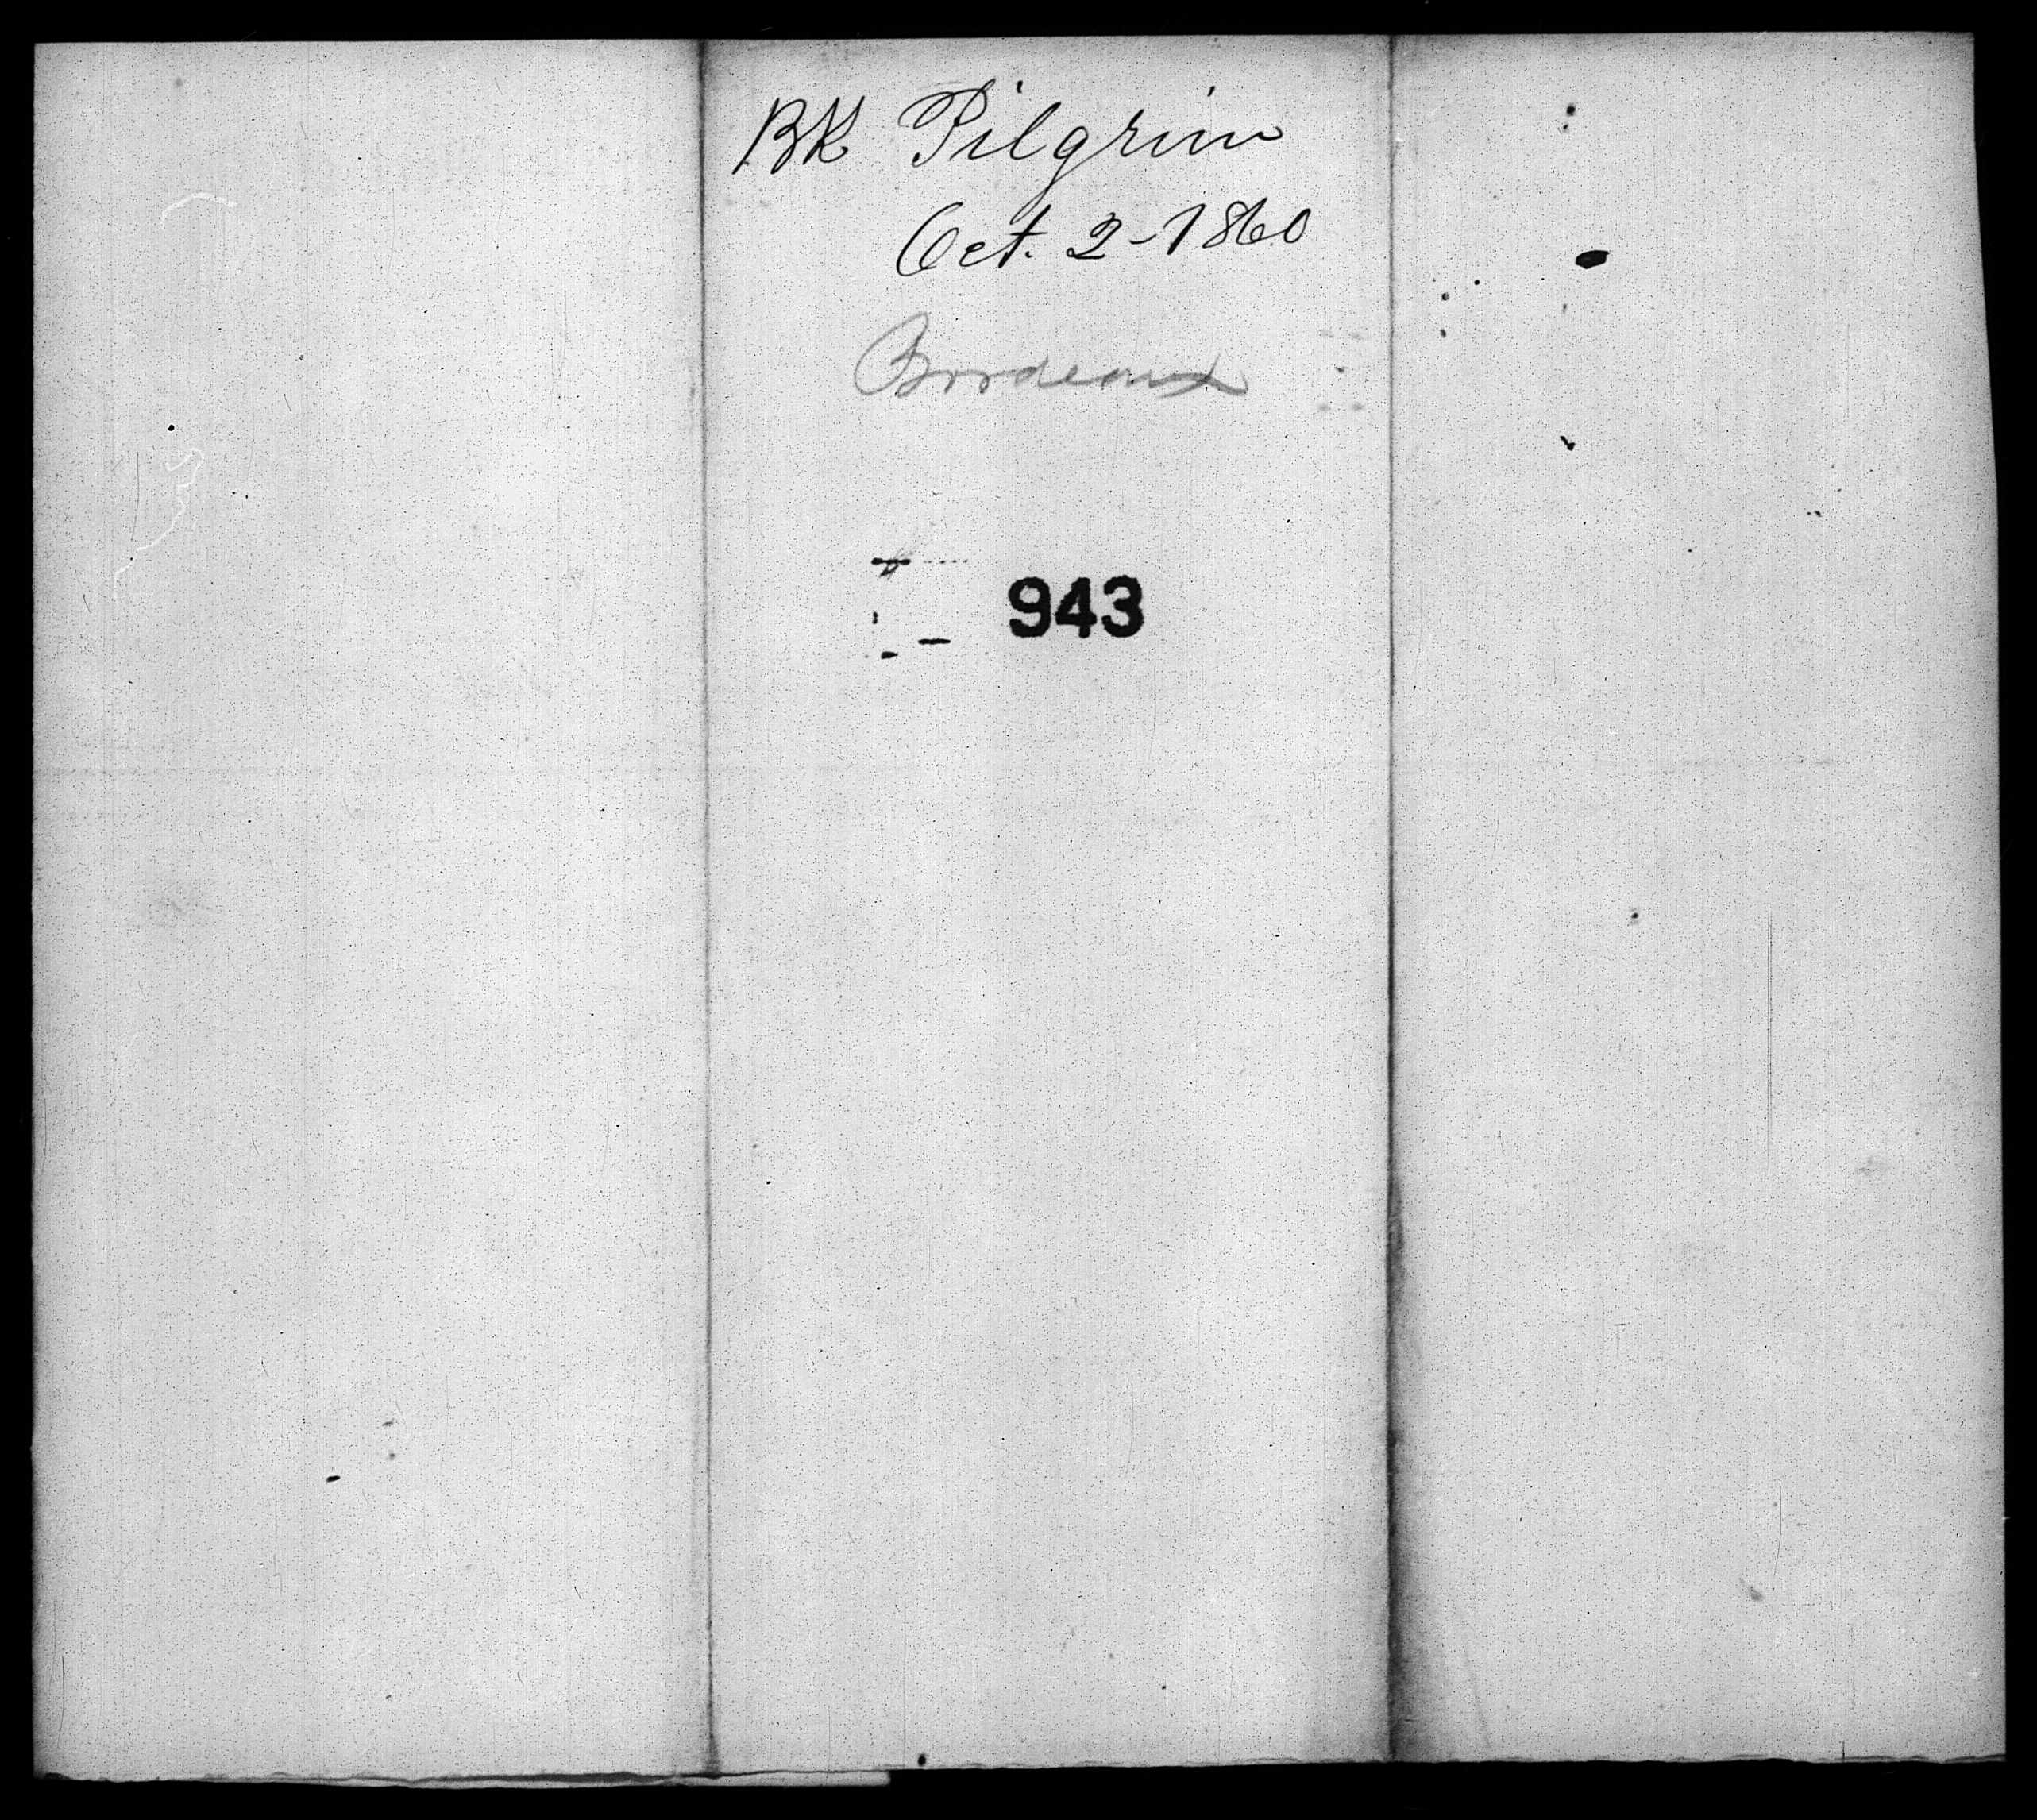 BK Pilgrim
Oct. 2-1860
Bordeaux
943